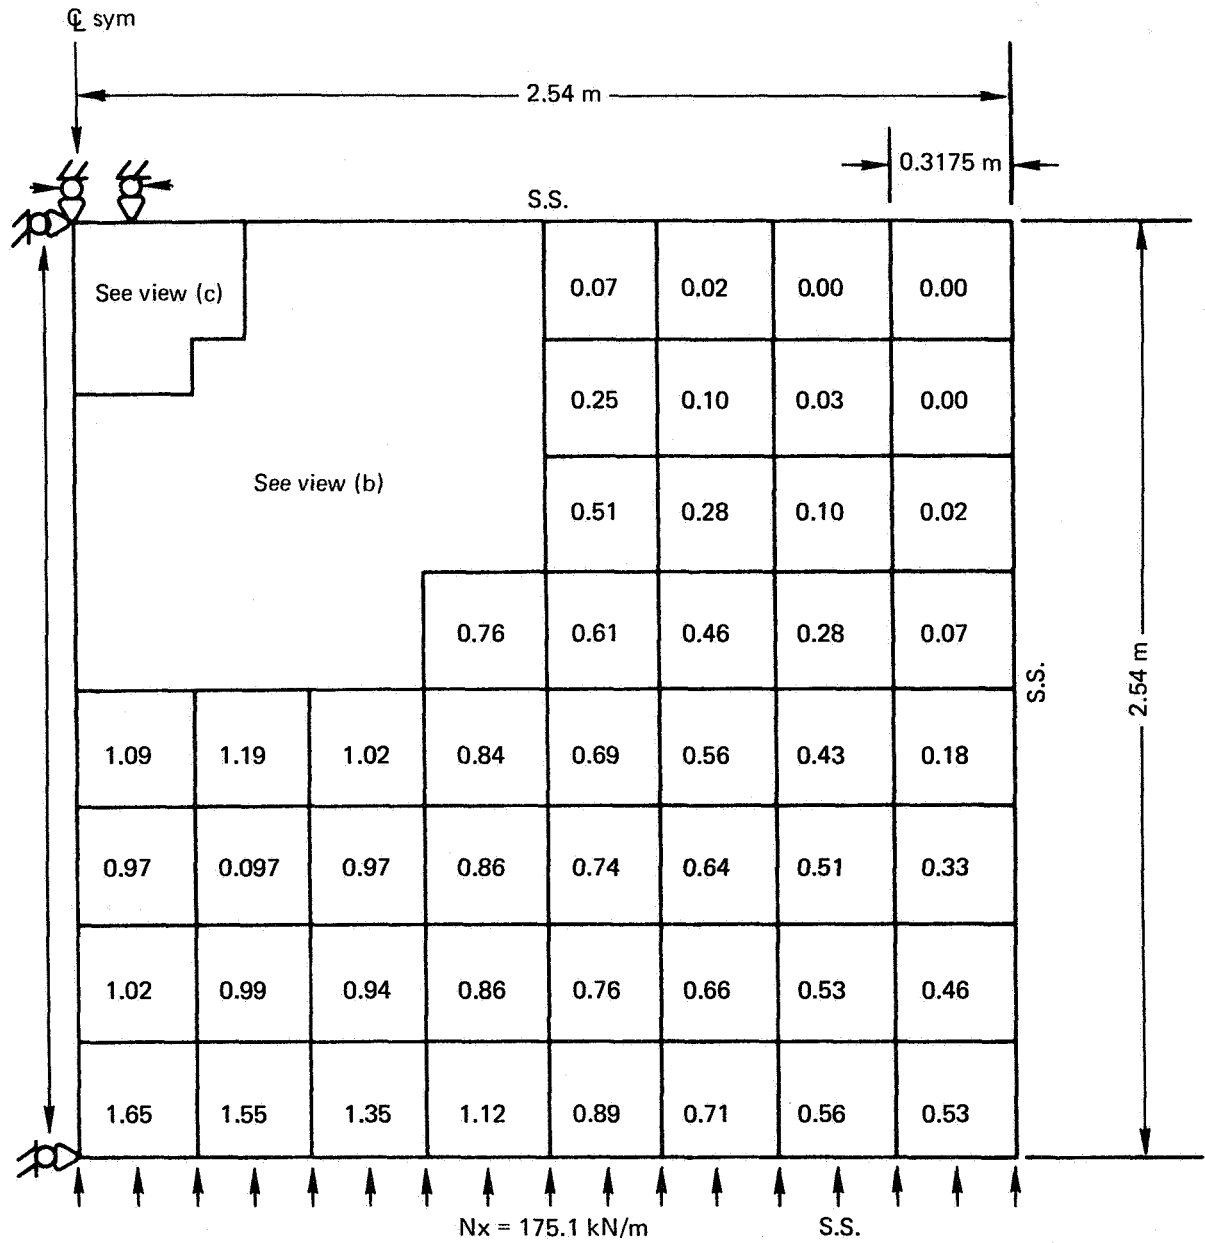 ℄ sym
2.54 m
0.3175 m
S.S.
See view (c)
0.07 0.02 0.00 0.00
0.25 0.10 0.03 0.00
See view (b)
0.51 0.28 0.10 0.02
0.76 0.61 0.46 0.28 0.07
S.S.
2.54 m
1.09 1.19 1.02 0.84 0.69 0.56 0.43 0.18
0.97 0.097 0.97 0.86 0.74 0.64 0.51 0.33
1.02 0.99 0.94 0.86 0.76 0.66 0.53 0.46
1.65 1.55 1.35 1.12 0.89 0.71 0.56 0.53
Nx = 175.1 kN/m S.S.